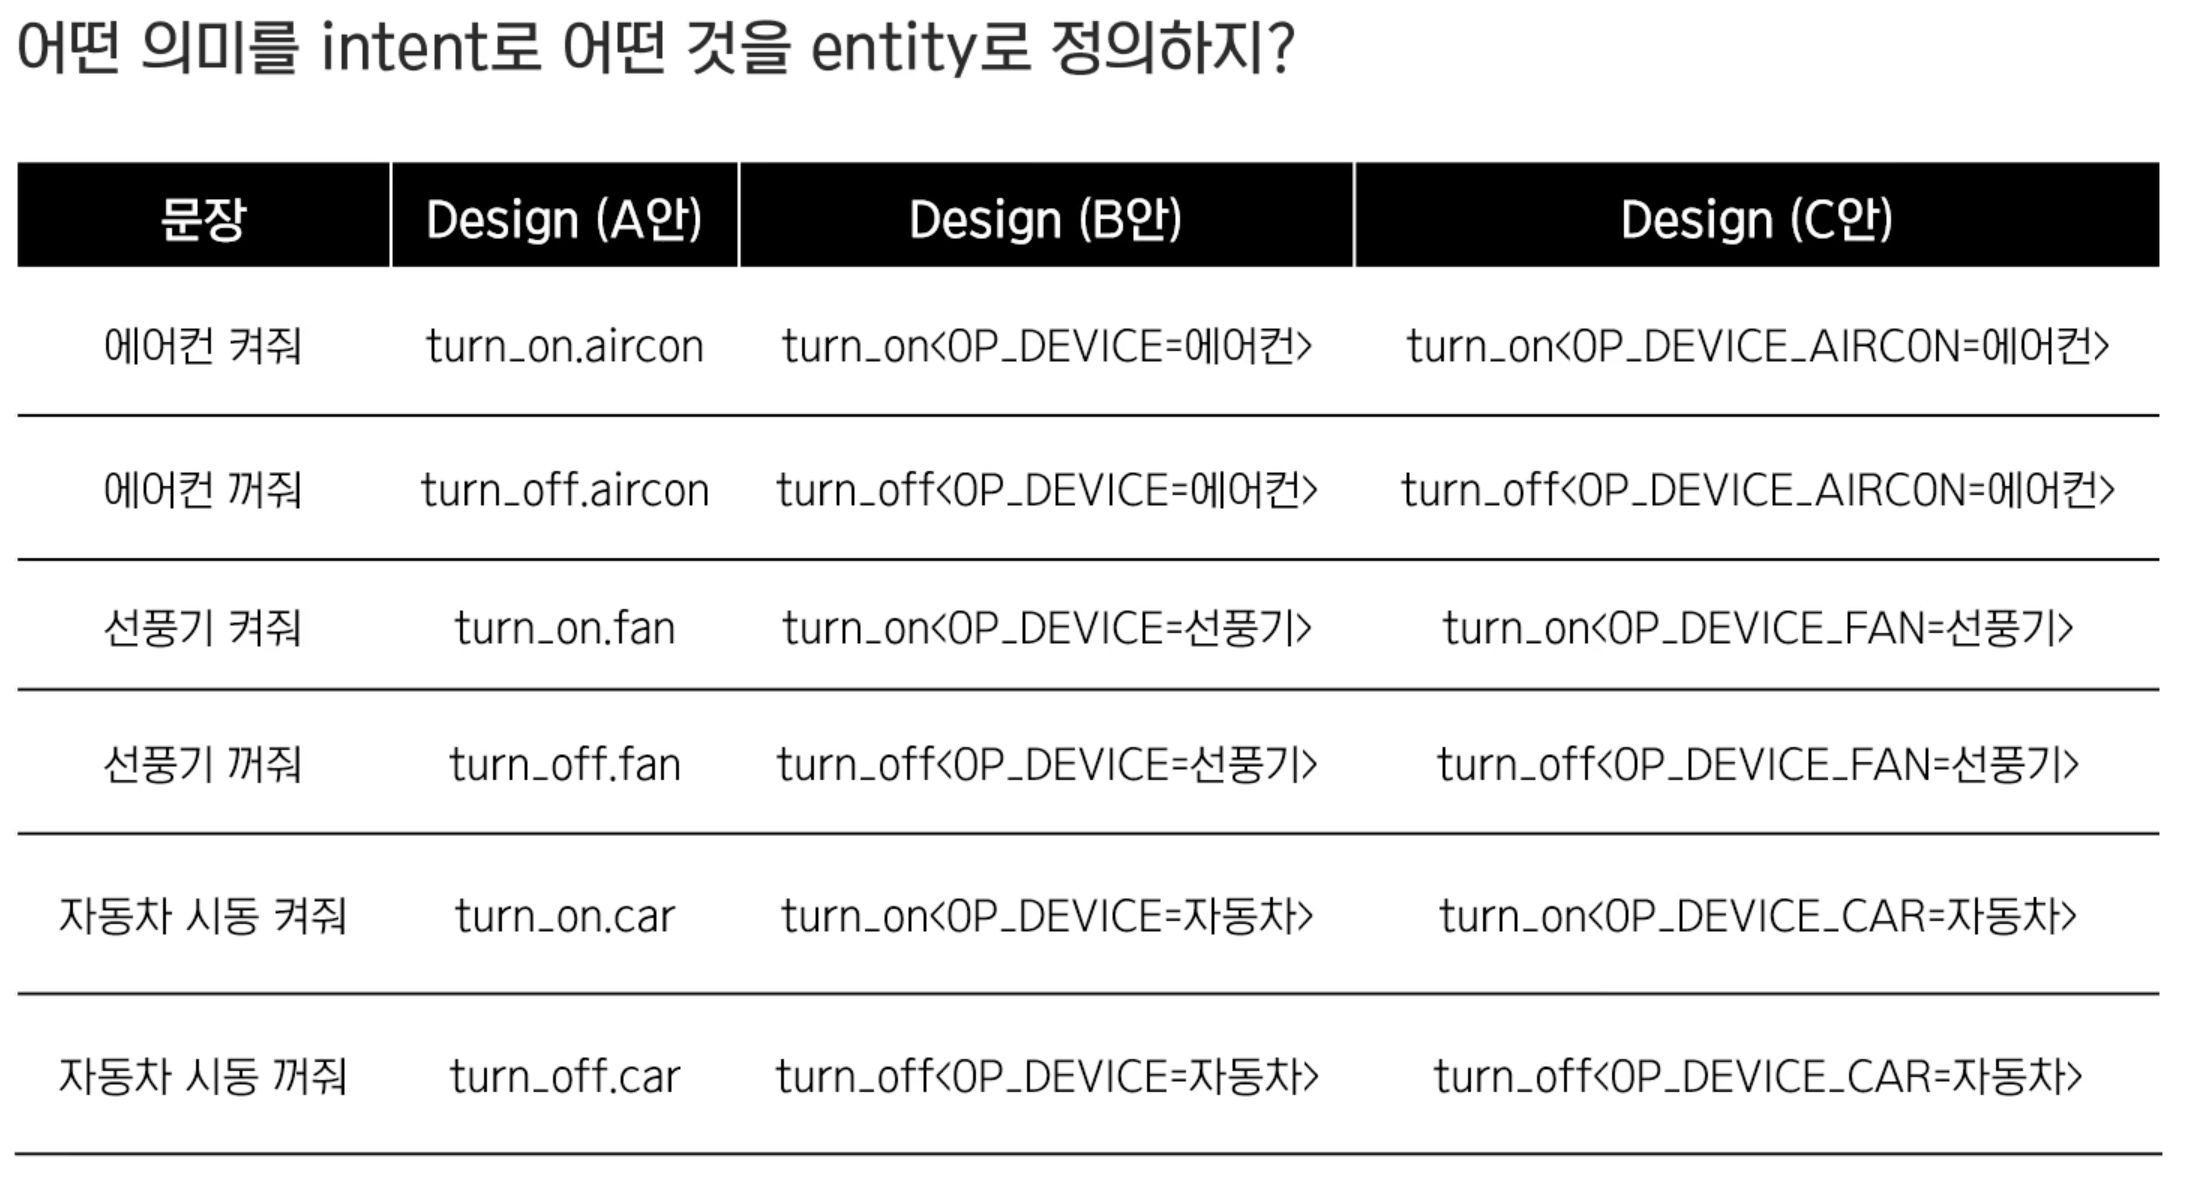 어떤 의미를 intent로 어떤 것을 entity로 정의하지?
문장 Design (A안) Design (B안) Design (C안)
에어컨 켜줘 turn_on.aircon turn_on<OP_DEVICE=에어컨> turn_on<OP_DEVICE_AIRCON=에어컨>
에어컨 꺼줘 turn_off.aircon turn_off<OP_DEVICE=에어컨> turn_off<OP_DEVICE_AIRCON=에어컨>
선풍기 켜줘 turn_on.fan turn_on<OP_DEVICE=선풍기> turn_on<OP_DEVICE_FAN=선풍기>
선풍기 꺼줘 turn_off.fan turn_off<OP_DEVICE=선풍기> turn_off<OP_DEVICE_FAN=선풍기>
자동차 시동 켜줘 turn_on.car turn_on<OP_DEVICE=자동차> turn_on<OP_DEVICE_CAR=자동차>
자동차 시동 꺼줘 turn_off.car turn_off<OP_DEVICE=자동차> turn_off<OP_DEVICE_CAR=자동차>